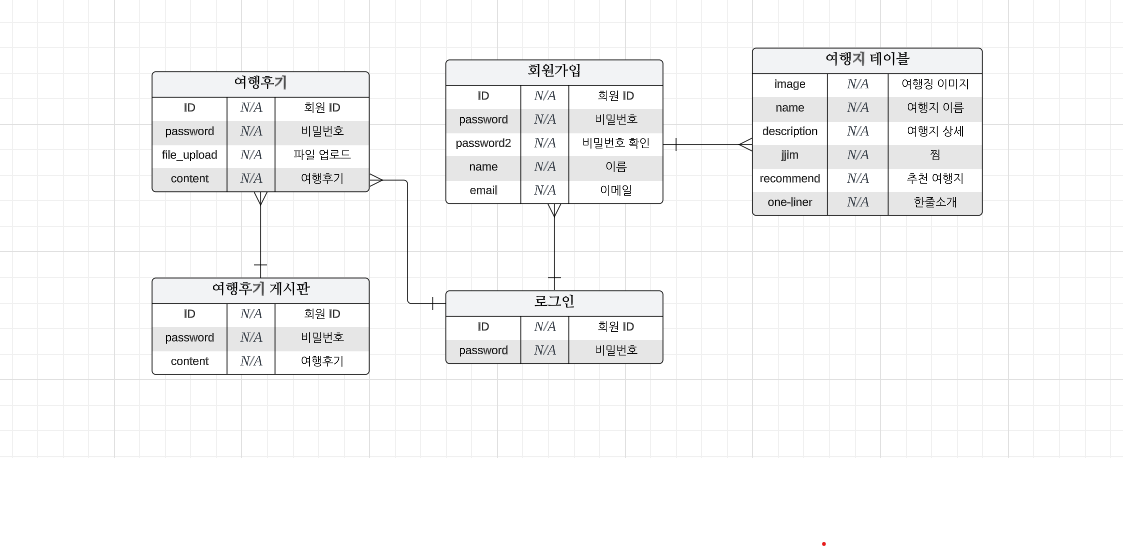 여행후기
ID N/A 회원 ID
password N/A 비밀번호
file_upload N/A 파일 업로드
content N/A 여행후기
회원가입
ID N/A 회원 ID
password N/A 비밀번호
password2 N/A 비밀번호 확인
name N/A 이름
email N/A 이메일
여행지 테이블
image N/A 여행징 이미지
name N/A 여행지 이름
description N/A 여행지 상세
jjim N/A 찜
recommend N/A 추천 여행지
one-liner N/A 한줄소개
여행후기 게시판
ID N/A 회원 ID
password N/A 비밀번호
content N/A 여행후기
로그인
ID N/A 회원 ID
password N/A 비밀번호